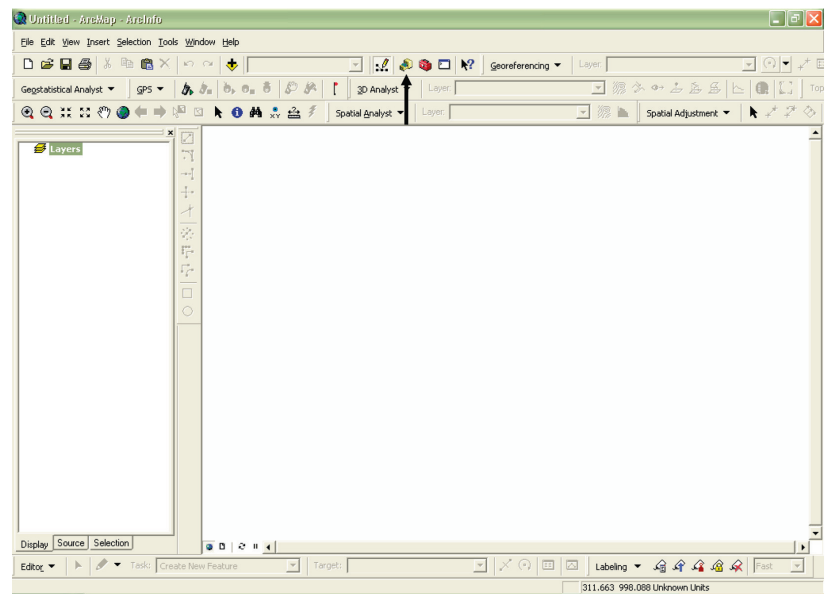 Untitled - ArcMap - ArcInfo
File Edit View Insert Selection Tools Window Help
Georeferencing Layer:
Geostatistical Analyst GPS 3D Analyst Layer: Top
XY Spatial Analyst Layer: Spatial Adjustment
Layers
Display Source Selection
Editor Task: Create New Feature Target: Labeling Fast
311.663 998.088 Unknown Units